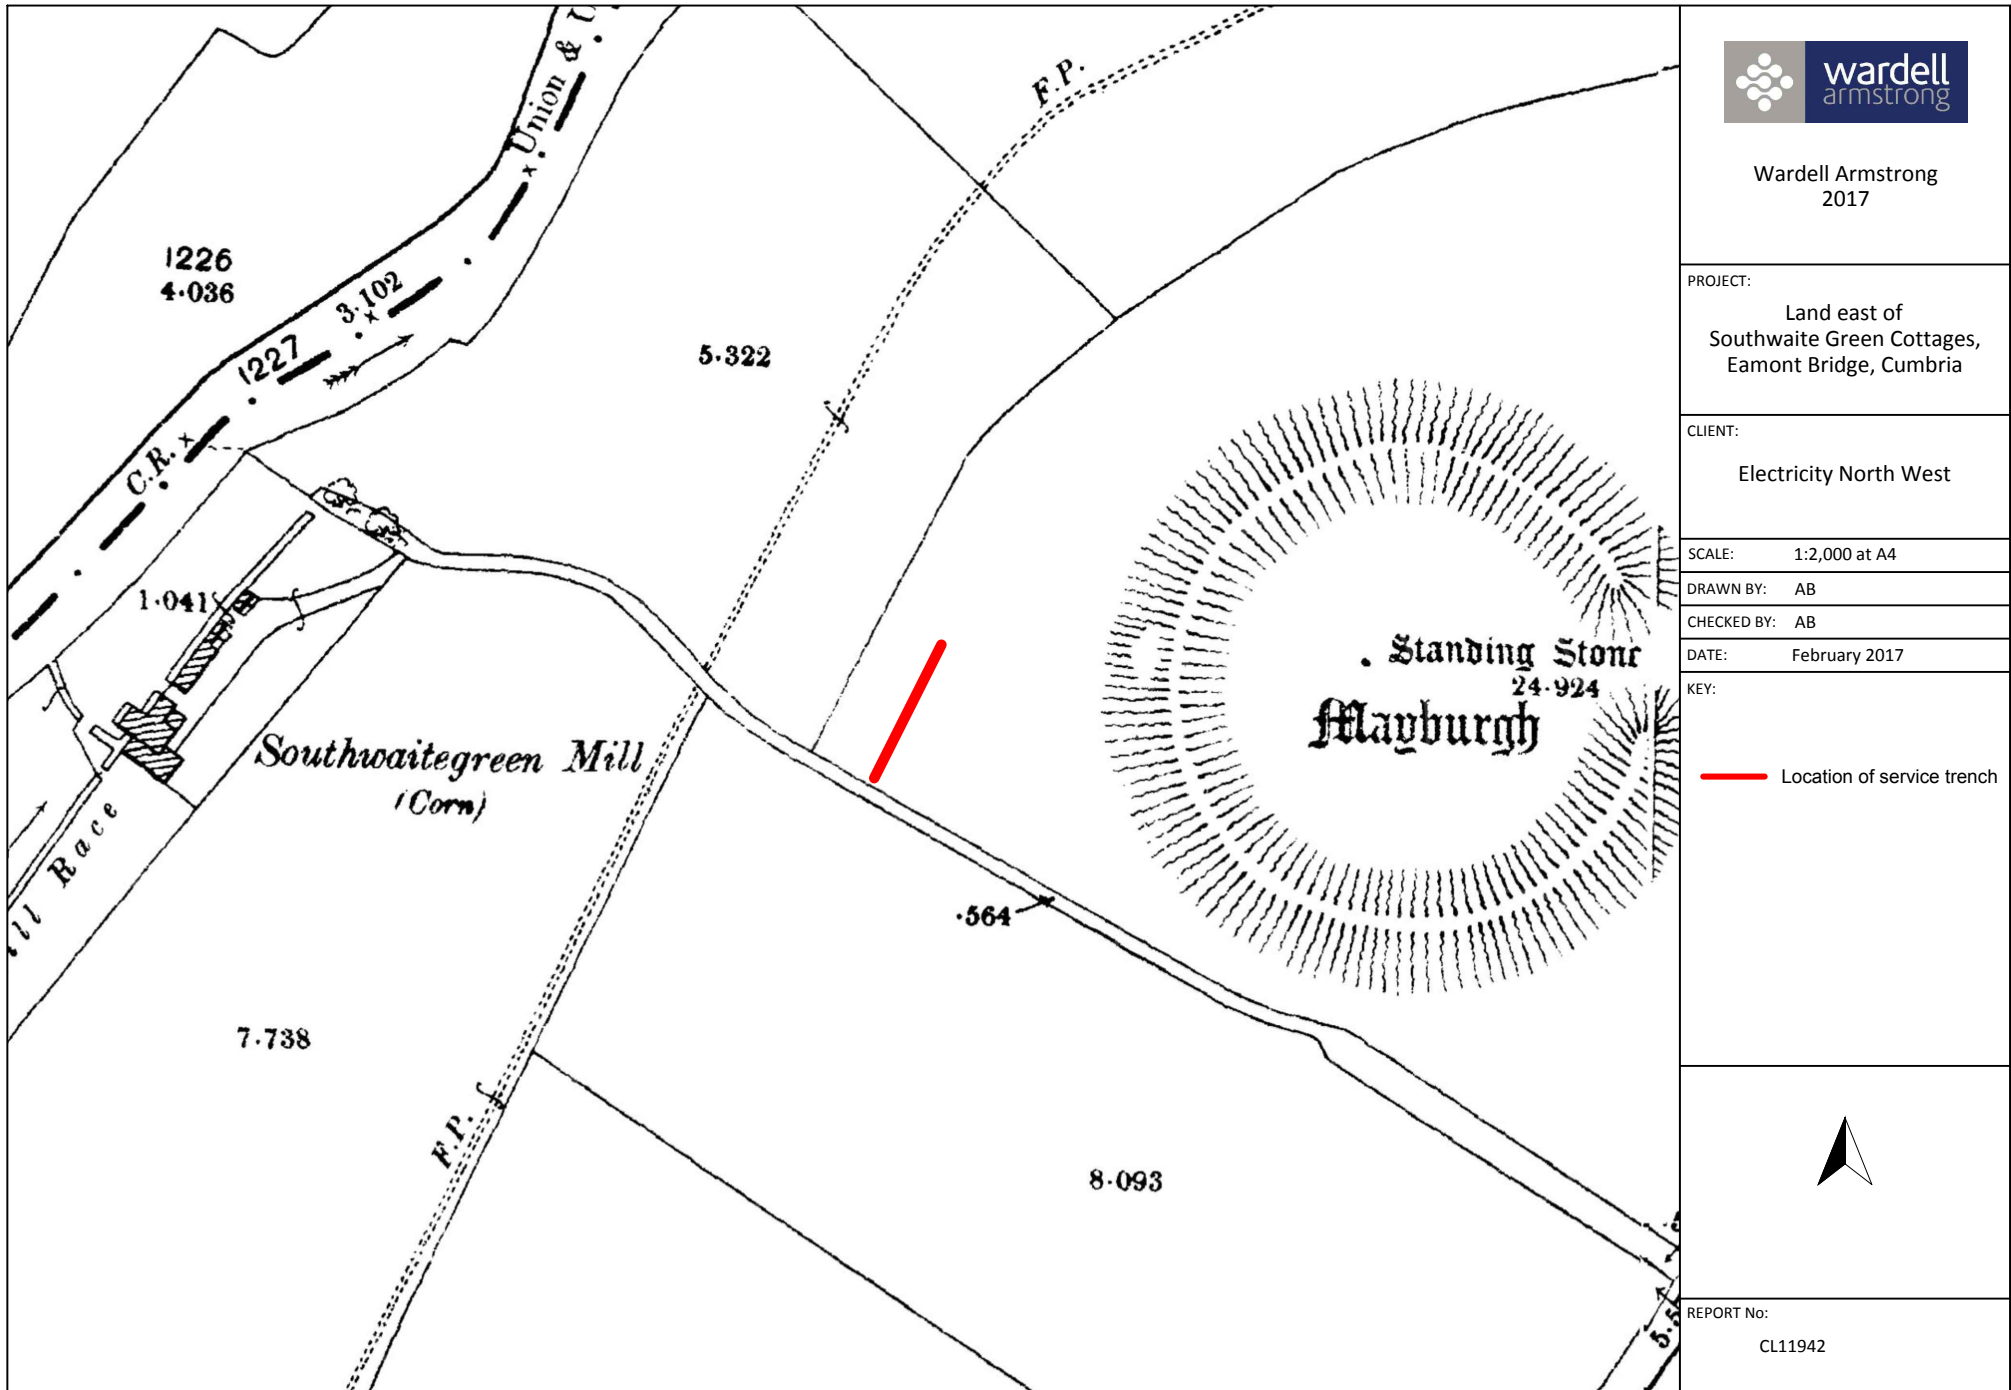 Union & U
F.P.
1226
4·036
3.102
1227
5·322
C.R.
1·041
Standing Stone
24·924
Mayburgh
Southwaitegreen Mill
(Corn)
Race
·564
7·738
F.P.
8·093
5.5
wardell
armstrong
Wardell Armstrong
2017
PROJECT:
Land east of
Southwaite Green Cottages,
Eamont Bridge, Cumbria
CLIENT:
Electricity North West
SCALE: 1:2,000 at A4
DRAWN BY: AB
CHECKED BY: AB
DATE: February 2017
KEY:
Location of service trench
REPORT No:
CL11942